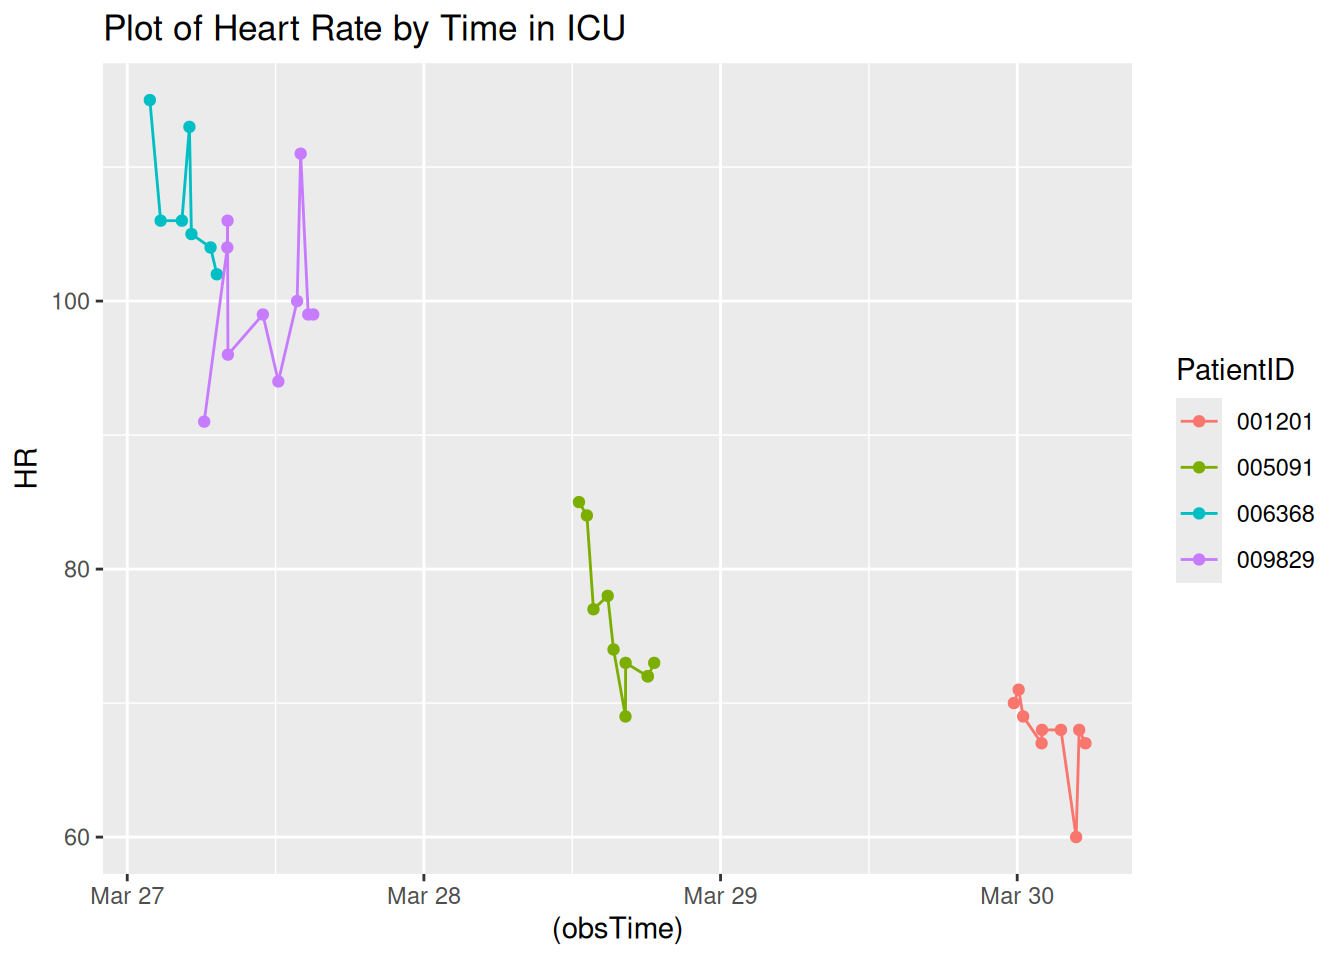 Plot of Heart Rate by Time in ICU
HR
100
80
60
Mar 27
Mar 28
Mar 29
Mar 30
(obsTime)
PatientID
001201
005091
006368
009829